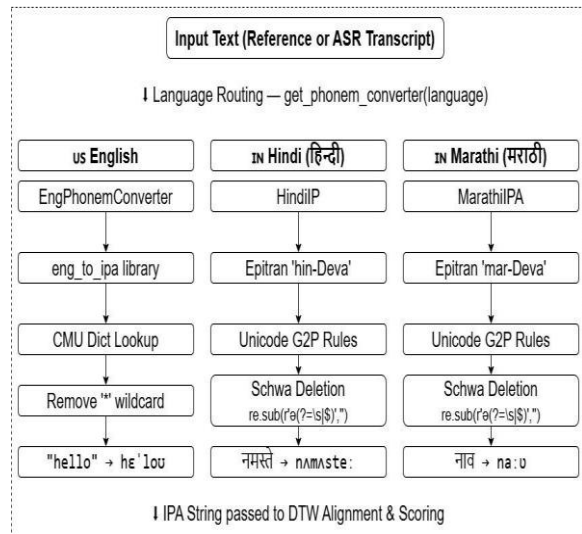 Input Text (Reference or ASR Transcript)
⬇ Language Routing — get_phonem_converter(language)
US English
IN Hindi (हिन्दी)
IN Marathi (मराठी)
EngPhonemConverter
HindiIP
MarathiIPA
eng_to_ipa library
Epitran 'hin-Deva'
Epitran 'mar-Deva'
CMU Dict Lookup
Unicode G2P Rules
Unicode G2P Rules
Remove '*' wildcard
Schwa Deletion
re.sub(r'ə(?=\s|$)','')
Schwa Deletion
re.sub(r'ə(?=\s|$)','')
"hello" → hɛˈloʊ
नमस्ते → nʌmʌsteː
नाव → naːʋ
⬇ IPA String passed to DTW Alignment & Scoring